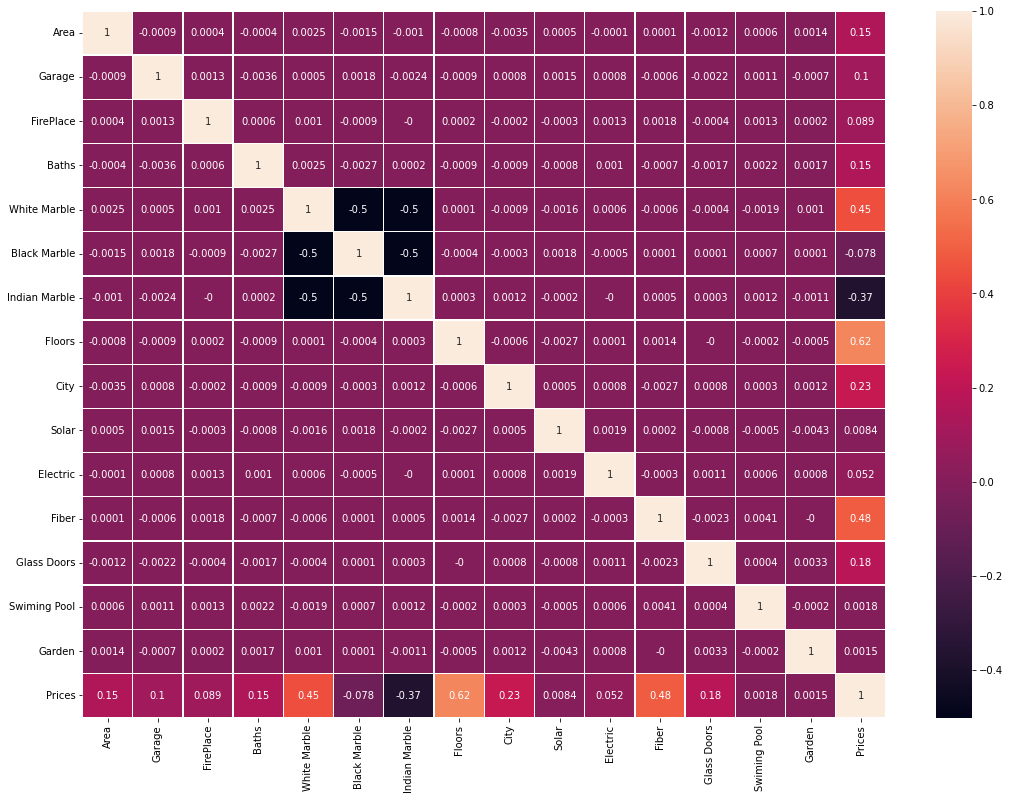 Area -0.0009 0.0004 -0.0004 0.0025 -0.0015 -0.001 -0.0008 -0.0035 0.0005 -0.0001 0.0001 -0.0012 0.0006 0.0014 0.15
Garage -0.0009 1 0.0013 -0.0036 0.0005 0.0018 -0.0024 -0.0009 0.0008 0.0015 0.0008 -0.0006 -0.0022 0.0011 -0.0007 0.1
FirePlace 0.0004 0.0013 1 0.0006 0.001 -0.0009 -0 0.0002 -0.0002 -0.0003 0.0013 0.0018 -0.0004 0.0013 0.0002 0.089
Baths -0.0004 -0.0036 0.0006 1 0.0025 -0.0027 0.0002 -0.0009 -0.0009 -0.0008 0.001 -0.0007 -0.0017 0.0022 0.0017 0.15
White Marble 0.0025 0.0005 0.001 0.0025 1 -0.5 -0.5 0.0001 -0.0009 -0.0016 0.0006 -0.0006 -0.0004 -0.0019 0.001 0.45
Black Marble -0.0015 0.0018 -0.0009 -0.0027 -0.5 1 -0.5 -0.0004 -0.0003 0.0018 -0.0005 0.0001 0.0001 0.0007 0.0001 -0.078
Indian Marble -0.001 -0.0024 -0 0.0002 -0.5 -0.5 1 0.0003 0.0012 -0.0002 -0 0.0005 0.0003 0.0012 -0.0011 -0.37
Floors -0.0008 -0.0009 0.0002 -0.0009 0.0001 -0.0004 0.0003 1 -0.0006 -0.0027 0.0001 0.0014 -0 -0.0002 -0.0005 0.62
City -0.0035 0.0008 -0.0002 -0.0009 -0.0009 -0.0003 0.0012 -0.0006 1 0.0005 0.0008 -0.0027 0.0008 0.0003 0.0012 0.23
Solar 0.0005 0.0015 -0.0003 -0.0008 -0.0016 0.0018 -0.0002 -0.0027 0.0005 1 0.0019 0.0002 -0.0008 -0.0005 -0.0043 0.0084
Electric -0.0001 0.0008 0.0013 0.001 0.0006 -0.0005 -0 0.0001 0.0008 0.0019 1 -0.0003 0.0011 0.0006 0.0008 0.052
Fiber 0.0001 -0.0006 0.0018 -0.0007 -0.0006 0.0001 0.0005 0.0014 -0.0027 0.0002 -0.0003 1 -0.0023 0.0041 -0 0.48
Glass Doors -0.0012 -0.0022 -0.0004 -0.0017 -0.0004 0.0001 0.0003 -0 0.0008 -0.0008 0.0011 -0.0023 1 0.0004 0.0033 0.18
Swiming Pool 0.0006 0.0011 0.0013 0.0022 -0.0019 0.0007 0.0012 -0.0002 0.0003 -0.0005 0.0006 0.0041 0.0004 1 -0.0002 0.0018
Garden 0.0014 -0.0007 0.0002 0.0017 0.001 0.0001 -0.0011 -0.0005 0.0012 -0.0043 0.0008 -0 0.0033 -0.0002 1 0.0015
Prices 0.15 0.1 0.089 0.15 0.45 -0.078 -0.37 0.62 0.23 0.0084 0.052 0.48 0.18 0.0018 0.0015 1
Area Garage FirePlace Baths White Marble Black Marble Indian Marble Floors City Solar Electric Fiber Glass Doors Swiming Pool Garden Prices
1.0
0.8
0.6
0.4
0.2
0.0
−0.2
−0.4